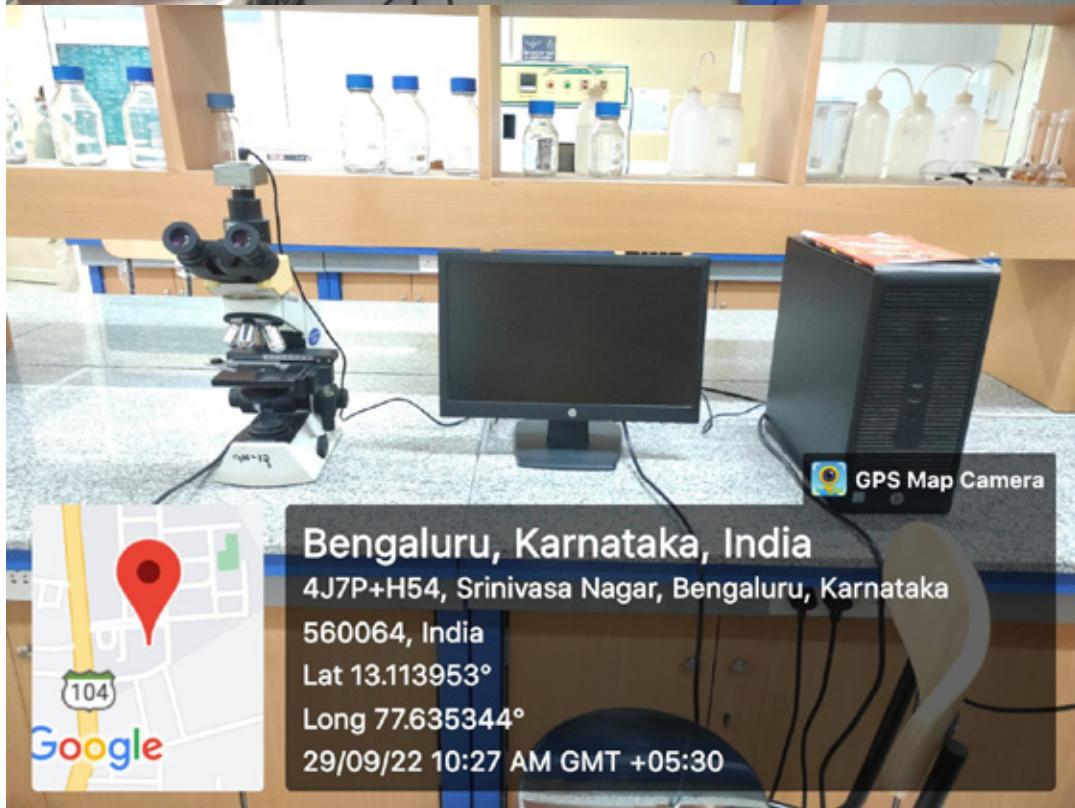 GPS Map Camera
Bengaluru, Karnataka, India
4J7P+H54, Srinivasa Nagar, Bengaluru, Karnataka
560064, India
Lat 13.113953°
Long 77.635344°
29/09/22 10:27 AM GMT +05:30
104
Google
hp